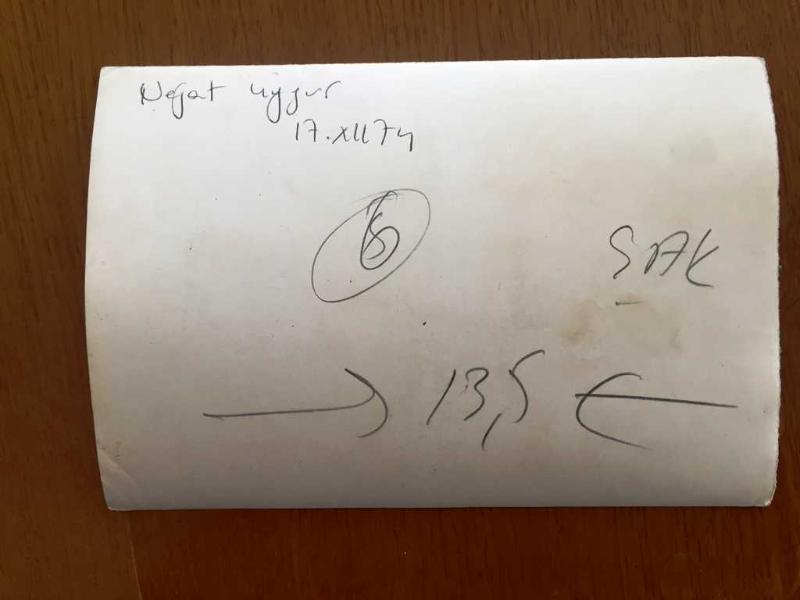 Nejat Uygur
17.XII 74
6
SAK
13,5